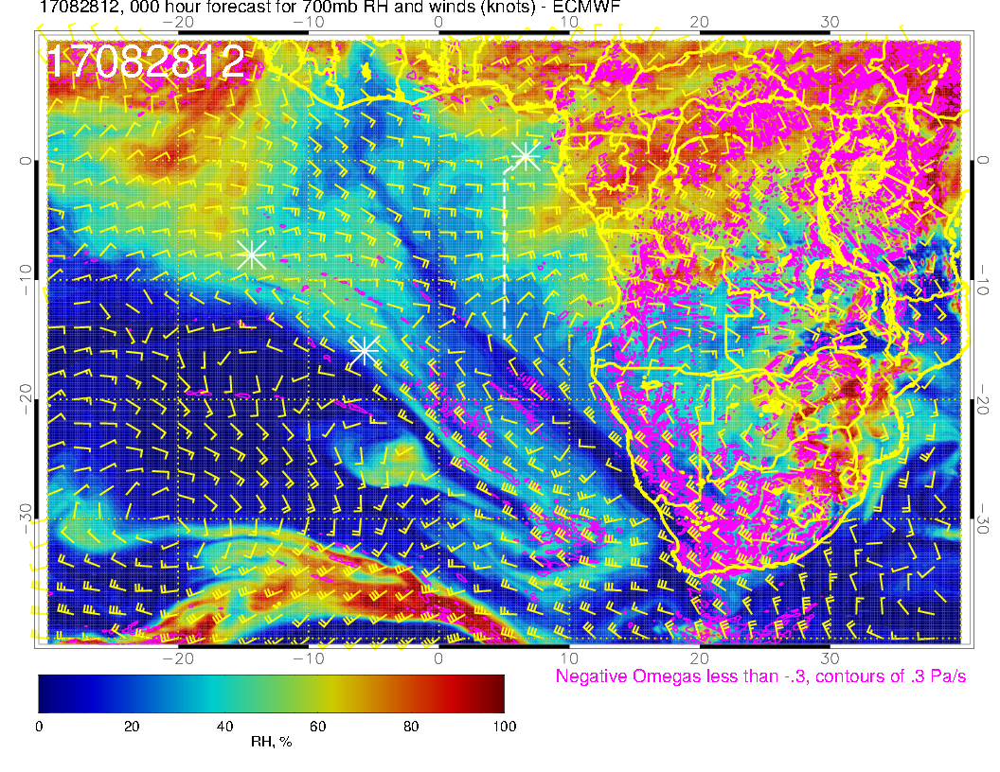 17082812, 000 hour forecast for 700mb RH and winds (knots) - ECMWF
−20 −10 0 10 20 30
17082812
0 0
−10 −10
−20 −20
−30 −30
−20 −10 0 10 20 30
Negative Omegas less than -.3, contours of .3 Pa/s
0 20 40 60 80 100
RH, %